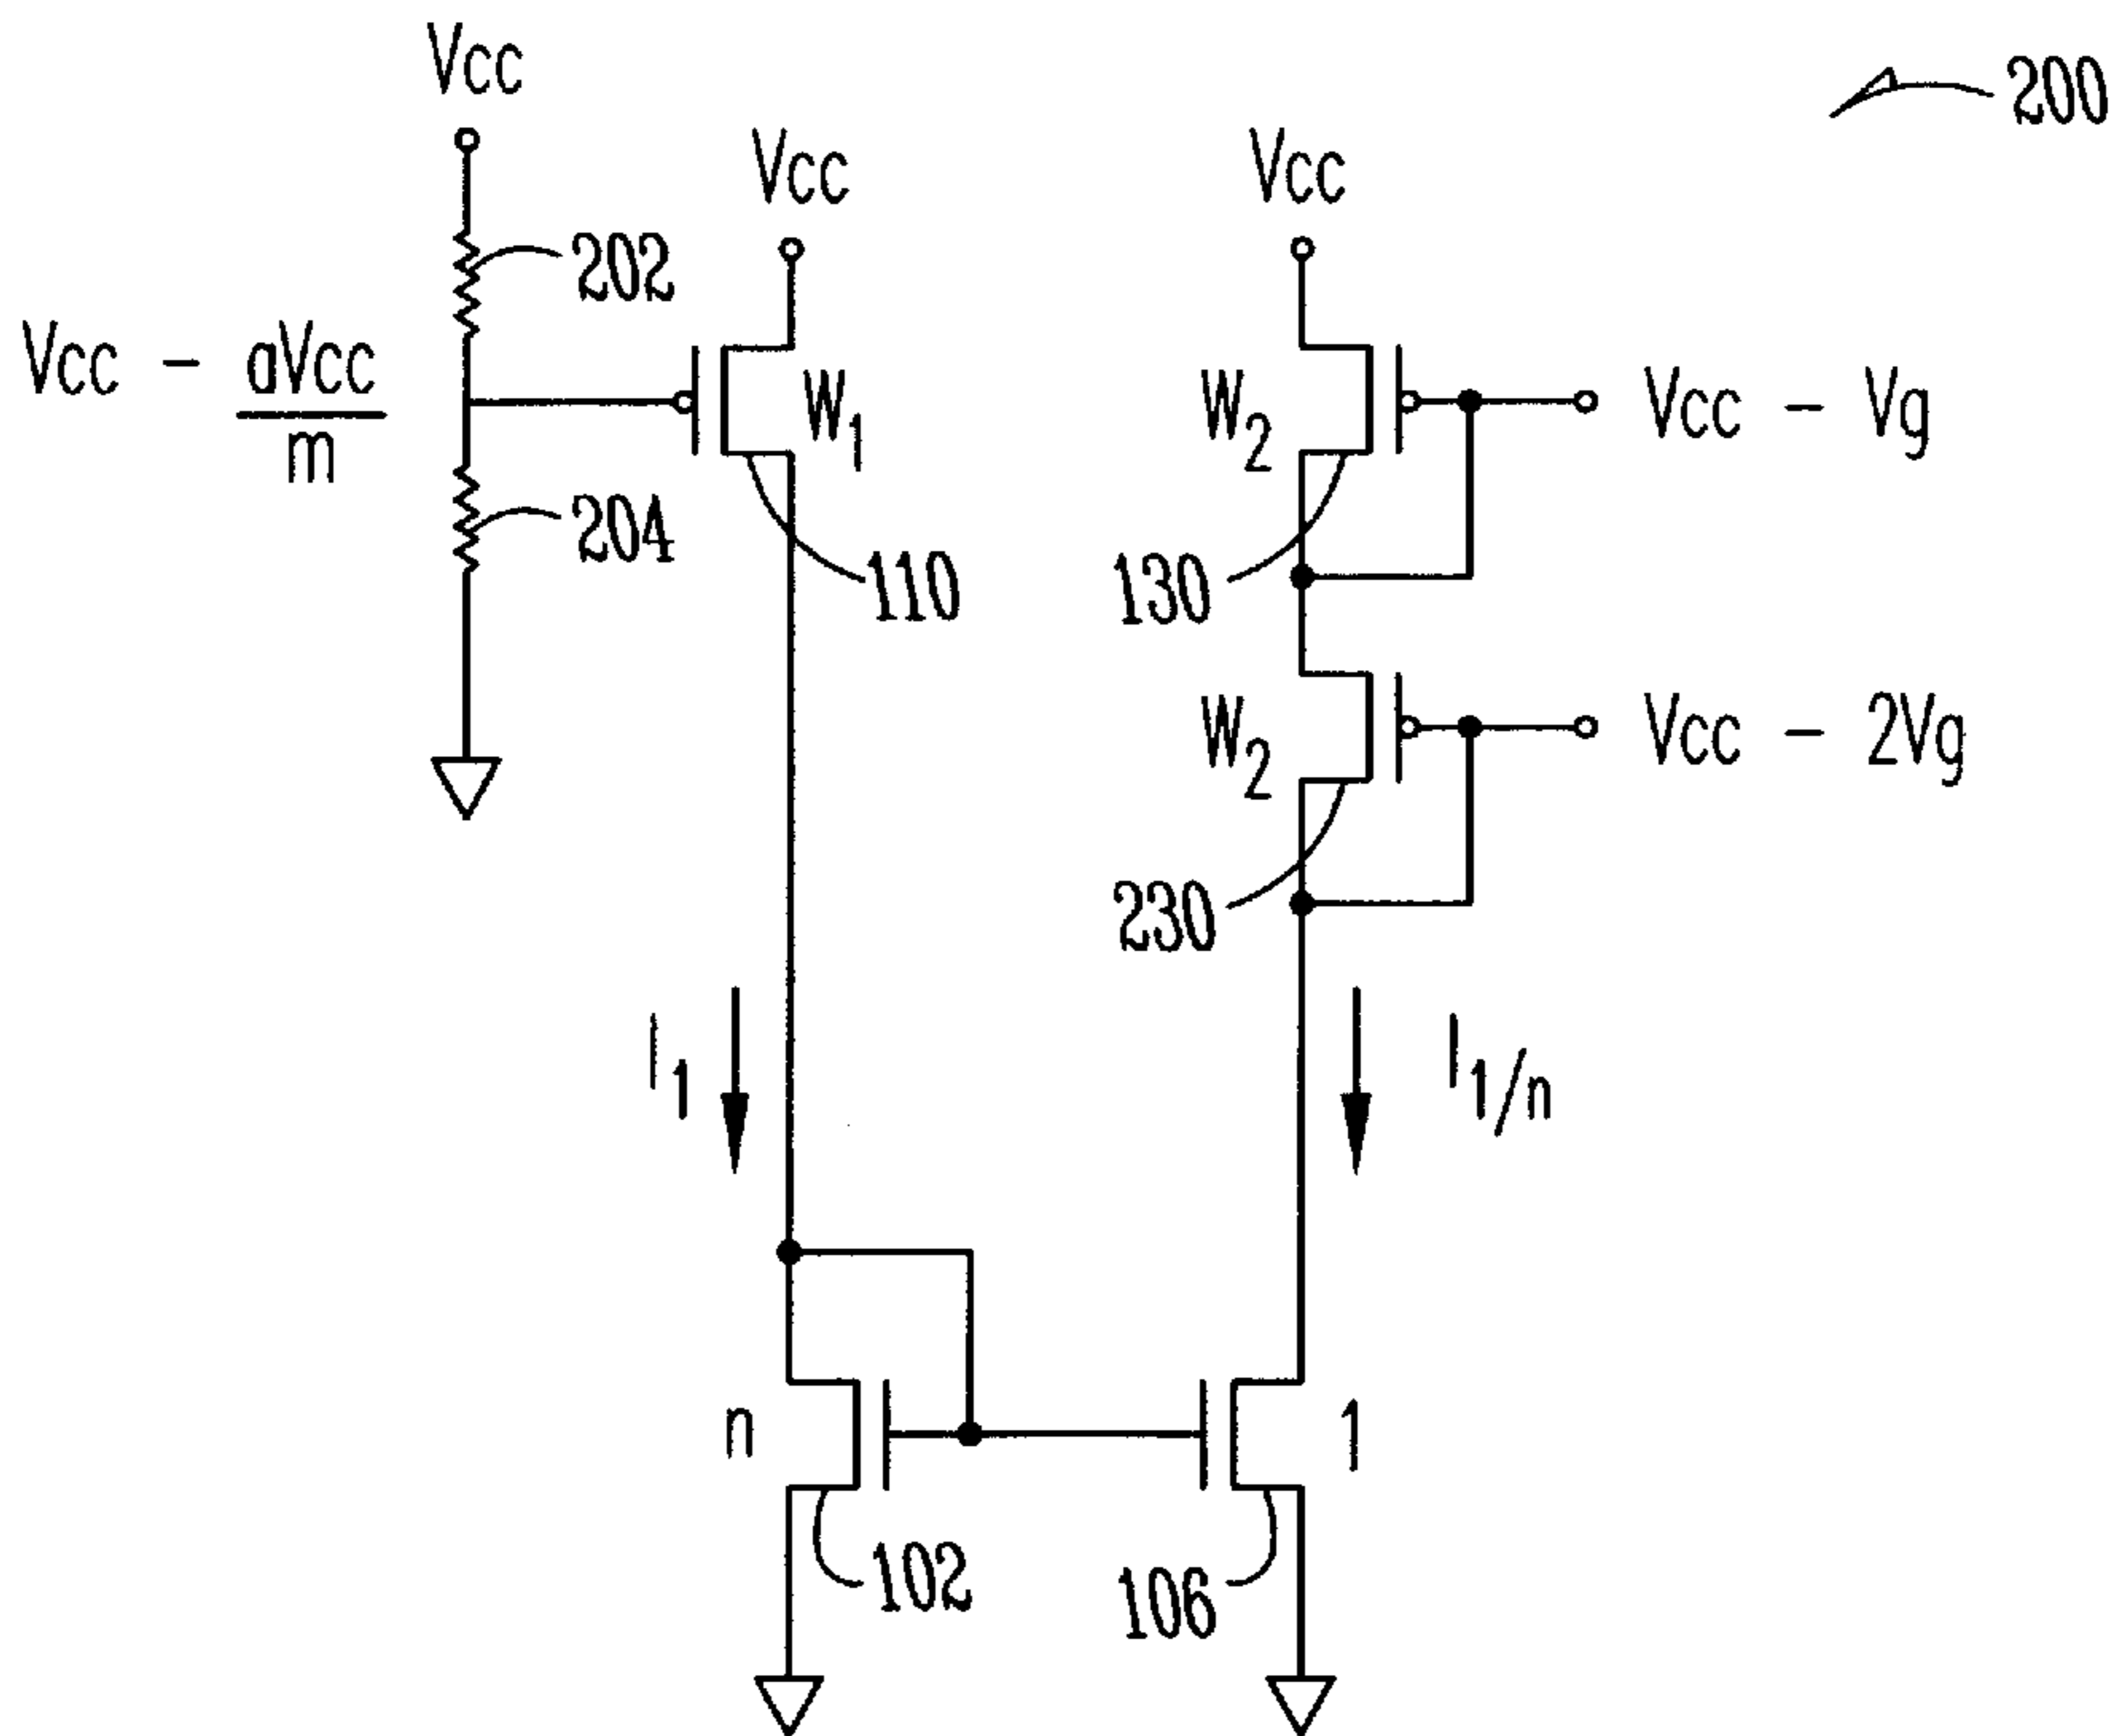 Vcc
200
Vcc
Vcc
202
Vcc - aVcc/m
W1
W2
Vcc - Vg
204
110
130
W2
Vcc - 2Vg
230
I1
I1/n
n
1
102
106